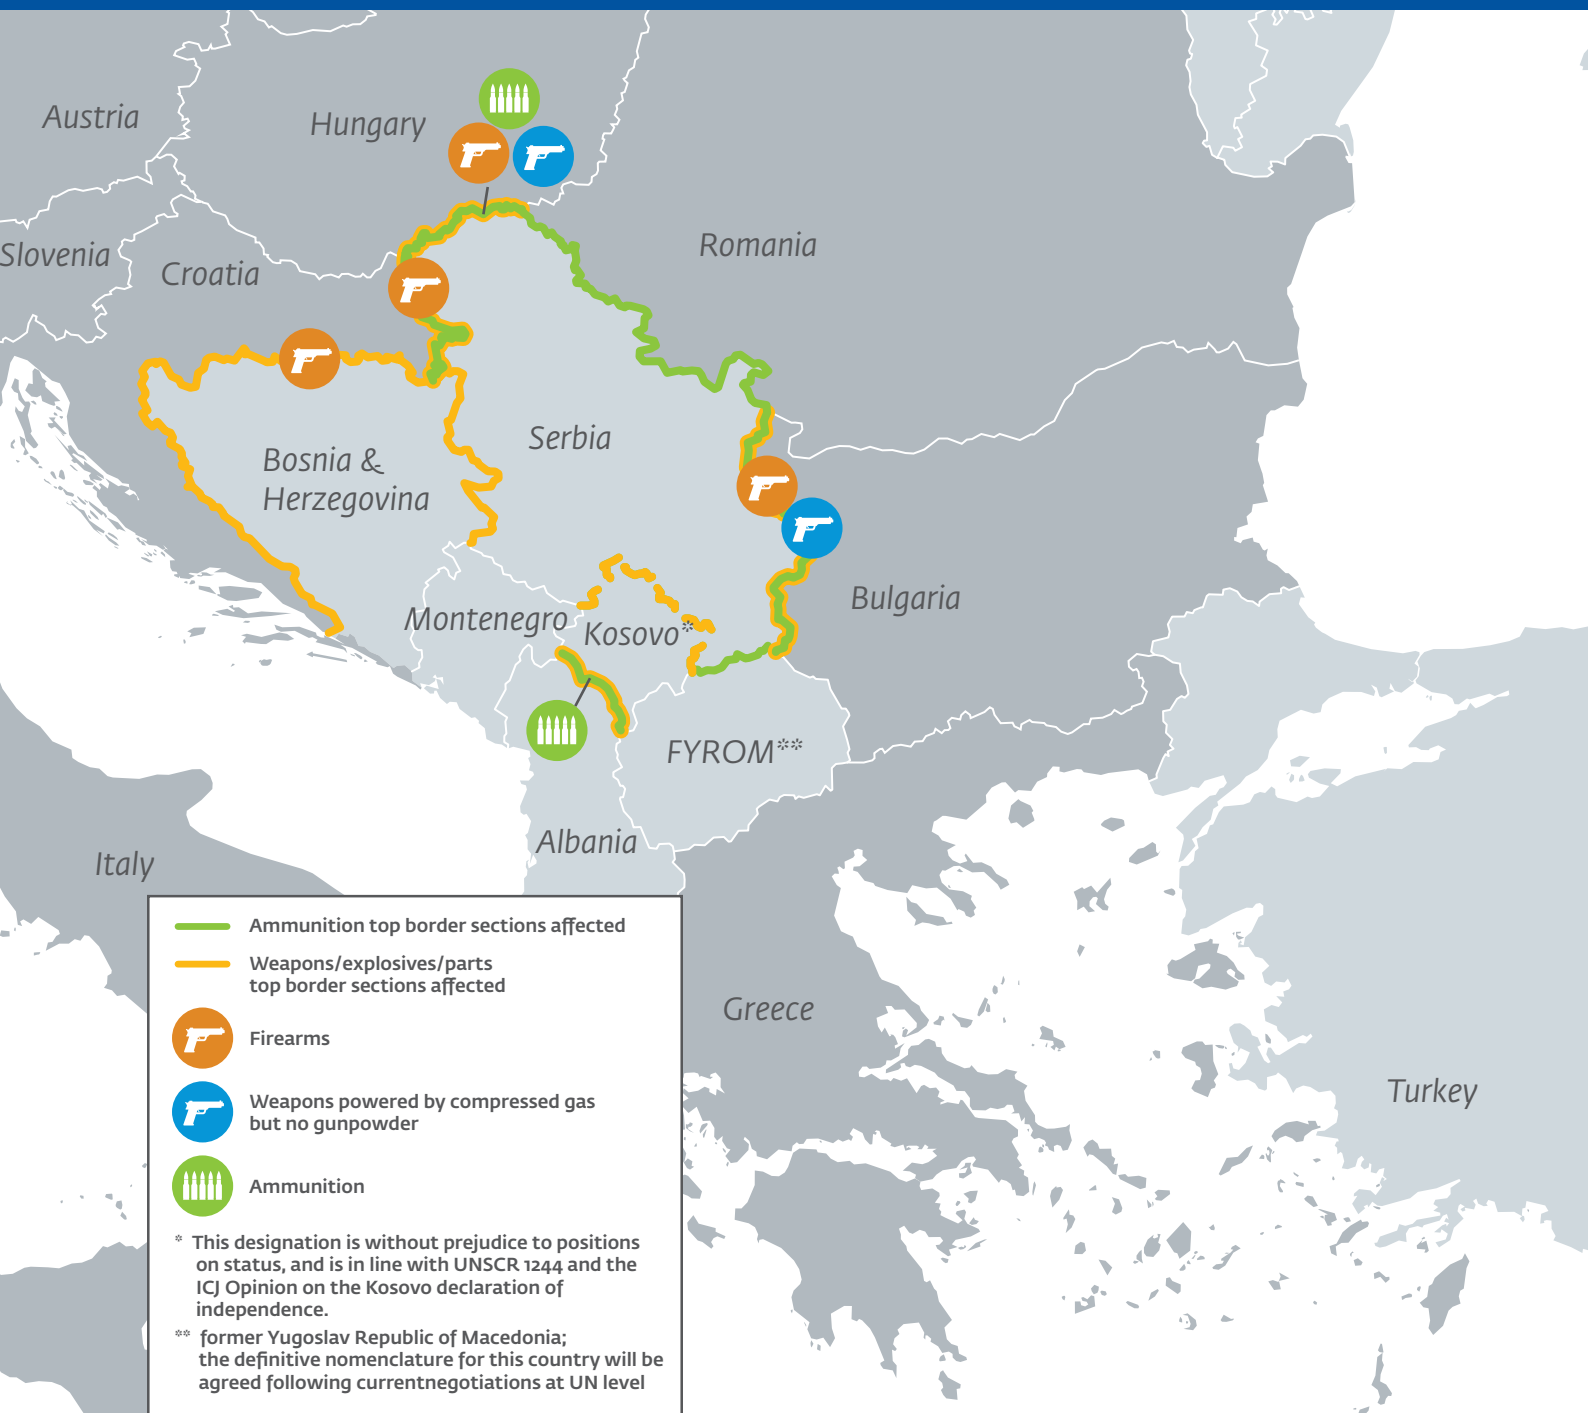 Austria
Hungary
Slovenia
Croatia
Romania
Bosnia &
Herzegovina
Serbia
Montenegro
Kosovo*
Bulgaria
FYROM**
Albania
Italy
Greece
Turkey
Ammunition top border sections affected
Weapons/explosives/parts
top border sections affected
Firearms
Weapons powered by compressed gas
but no gunpowder
Ammunition
* This designation is without prejudice to positions
on status, and is in line with UNSCR 1244 and the
ICJ Opinion on the Kosovo declaration of
independence.
** former Yugoslav Republic of Macedonia;
the definitive nomenclature for this country will be
agreed following currentnegotiations at UN level